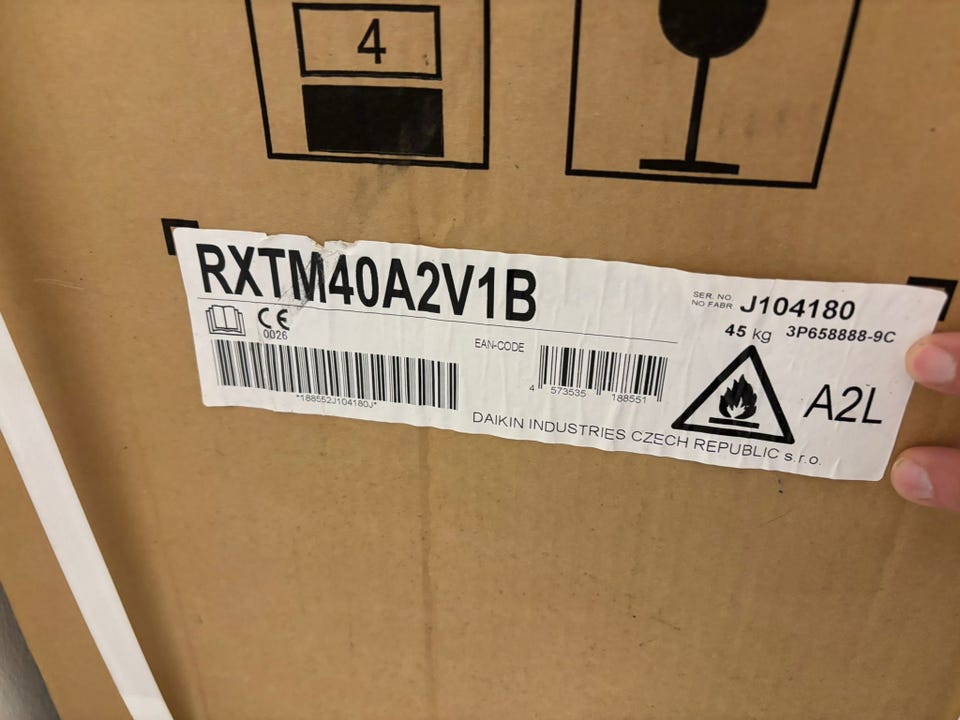 4
RXTM40A2V1B
SER. NO.
NO FABR
J104180
45 kg 3P658888-9C
CE
0026
EAN-CODE
*188552J104180J*
4 573535 188551
A2L
DAIKIN INDUSTRIES CZECH REPUBLIC s.r.o.